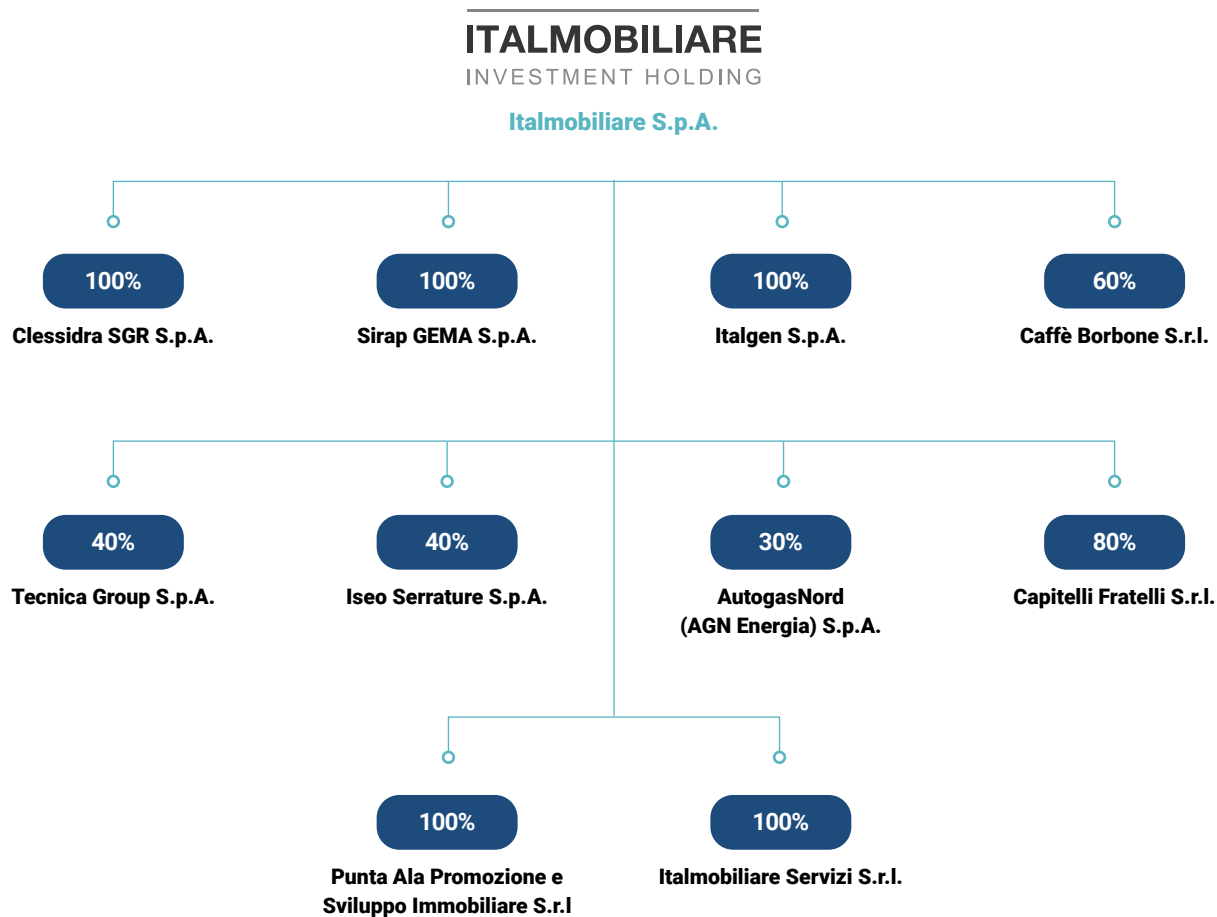 ITALMOBILIARE
INVESTMENT HOLDING
Italmobiliare S.p.A.
100%
100%
100%
60%
Clessidra SGR S.p.A.
Sirap GEMA S.p.A.
Italgen S.p.A.
Caffè Borbone S.r.l.
40%
40%
30%
80%
Tecnica Group S.p.A.
Iseo Serrature S.p.A.
AutogasNord
(AGN Energia) S.p.A.
Capitelli Fratelli S.r.l.
100%
100%
Punta Ala Promozione e
Sviluppo Immobiliare S.r.l
Italmobiliare Servizi S.r.l.